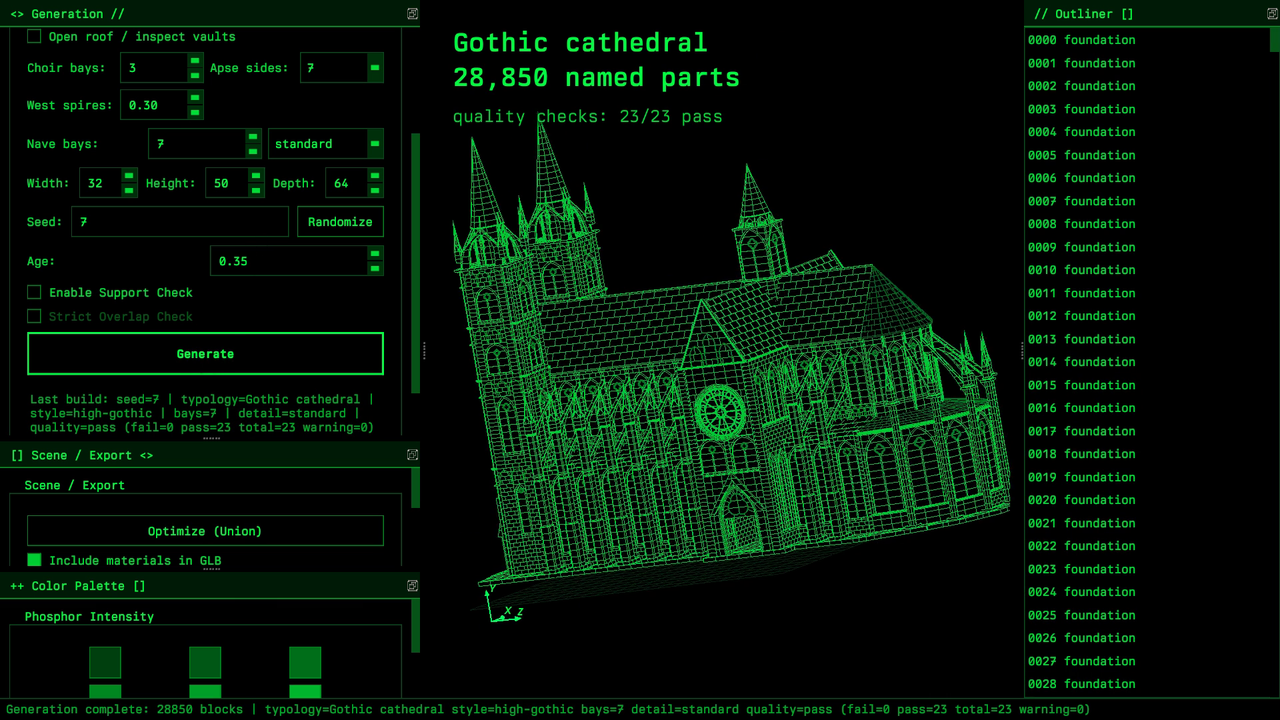 <> Generation //
Open roof / inspect vaults
Choir bays: 3 Apse sides: 7
West spires: 0.30
Nave bays: 7 standard
Width: 32 Height: 50 Depth: 64
Seed: 7 Randomize
Age: 0.35
Enable Support Check
Strict Overlap Check
Generate
Last build: seed=7 | typology=Gothic cathedral |
style=high-gothic | bays=7 | detail=standard |
quality=pass (fail=0 pass=23 total=23 warning=0)
[] Scene / Export <>
Scene / Export
Optimize (Union)
Include materials in GLB
++ Color Palette []
Phosphor Intensity
Gothic cathedral
28,850 named parts
quality checks: 23/23 pass
Y
X Z
// Outliner []
0000 foundation
0001 foundation
0002 foundation
0003 foundation
0004 foundation
0005 foundation
0006 foundation
0007 foundation
0008 foundation
0009 foundation
0010 foundation
0011 foundation
0012 foundation
0013 foundation
0014 foundation
0015 foundation
0016 foundation
0017 foundation
0018 foundation
0019 foundation
0020 foundation
0021 foundation
0022 foundation
0023 foundation
0024 foundation
0025 foundation
0026 foundation
0027 foundation
0028 foundation
Generation complete: 28850 blocks | typology=Gothic cathedral style=high-gothic bays=7 detail=standard quality=pass (fail=0 pass=23 total=23 warning=0)